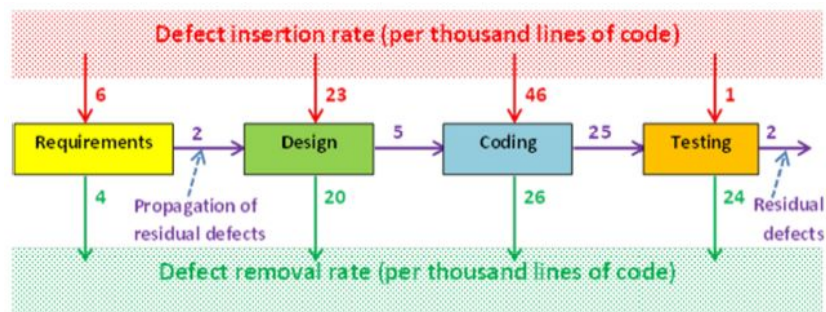 Defect insertion rate (per thousand lines of code)
6
23
46
1
Requirements
2
Design
5
Coding
25
Testing
2
4
Propagation of
residual defects
20
26
24
Residual
defects
Defect removal rate (per thousand lines of code)